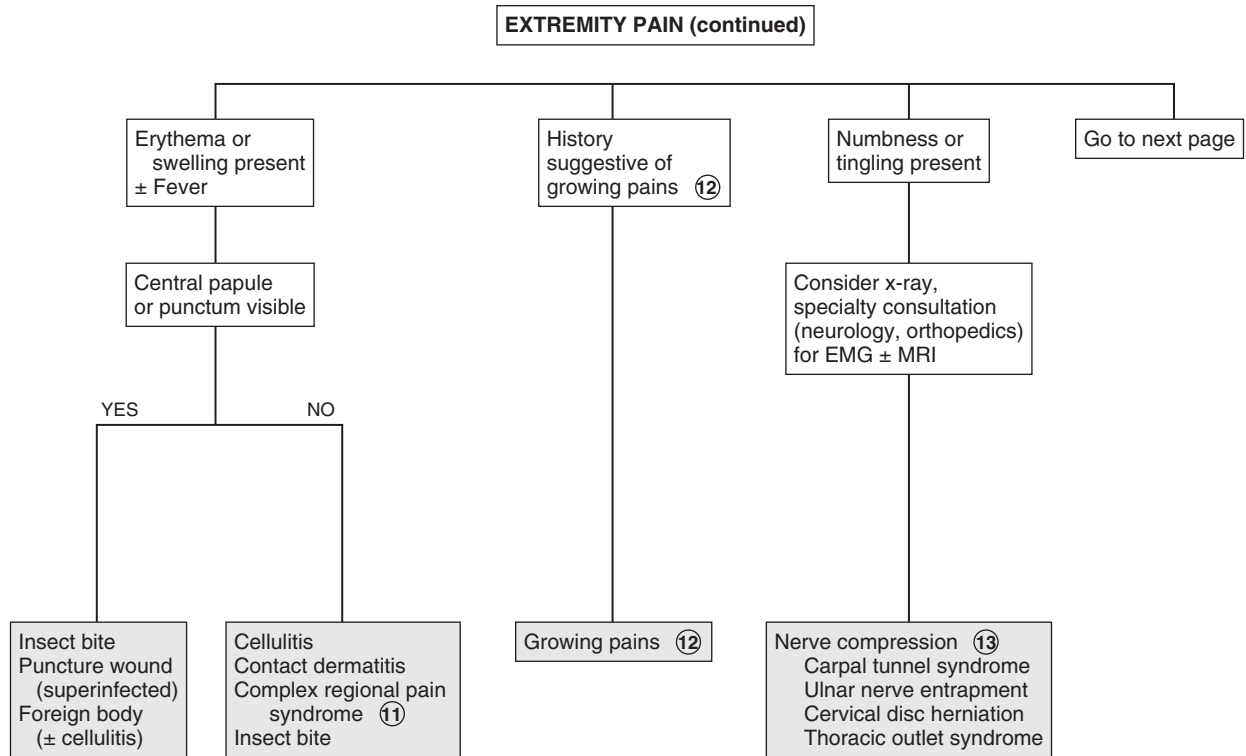 EXTREMITY PAIN (continued)
Erythema or
swelling present
± Fever
History
suggestive of
growing pains ⑫
Numbness or
tingling present
Go to next page
Central papule
or punctum visible
Consider x-ray,
specialty consultation
(neurology, orthopedics)
for EMG ± MRI
YES
NO
Insect bite
Puncture wound
(superinfected)
Foreign body
(± cellulitis)
Cellulitis
Contact dermatitis
Complex regional pain
syndrome ⑪
Insect bite
Growing pains ⑫
Nerve compression ⑬
Carpal tunnel syndrome
Ulnar nerve entrapment
Cervical disc herniation
Thoracic outlet syndrome